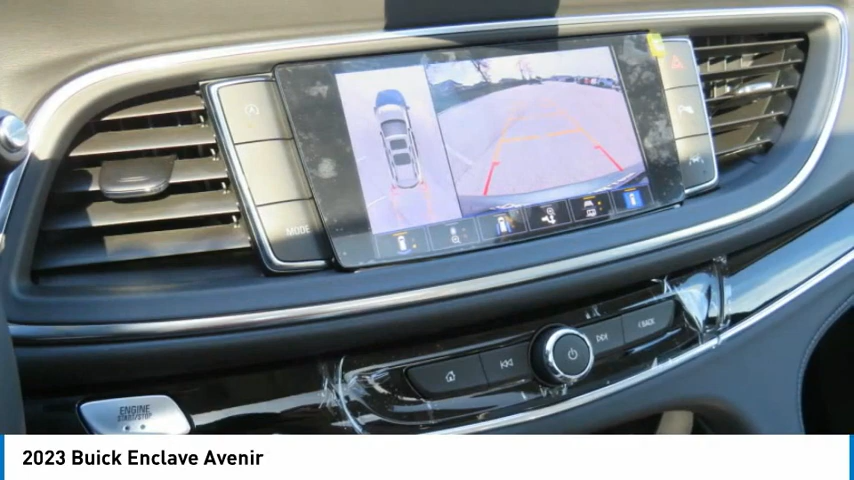 MODE
ENGINE
START/STOP
BACK
2023 Buick Enclave Avenir